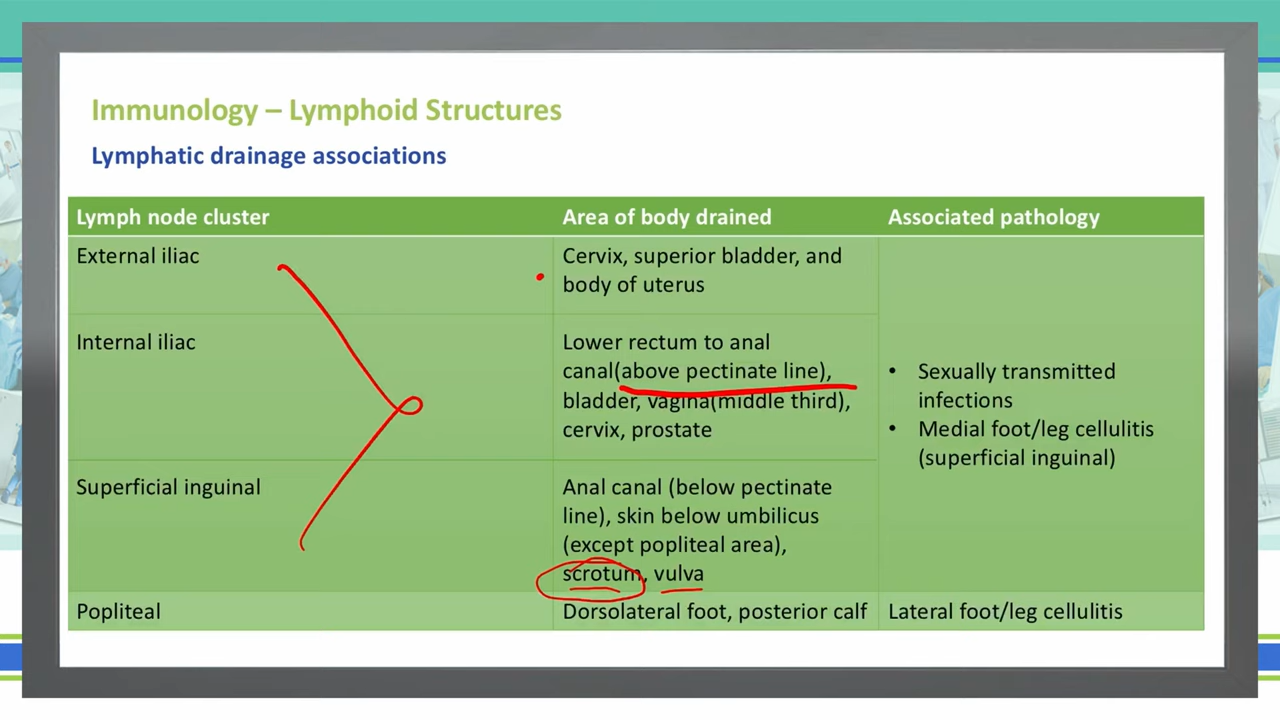 Immunology – Lymphoid Structures
Lymphatic drainage associations
Lymph node cluster
Area of body drained
Associated pathology
External iliac
Cervix, superior bladder, and
body of uterus
Internal iliac
Lower rectum to anal
canal(above pectinate line),
bladder, vagina(middle third),
cervix, prostate
Superficial inguinal
Anal canal (below pectinate
line), skin below umbilicus
(except popliteal area),
scrotum, vulva
• Sexually transmitted
infections
• Medial foot/leg cellulitis
(superficial inguinal)
Popliteal
Dorsolateral foot, posterior calf
Lateral foot/leg cellulitis